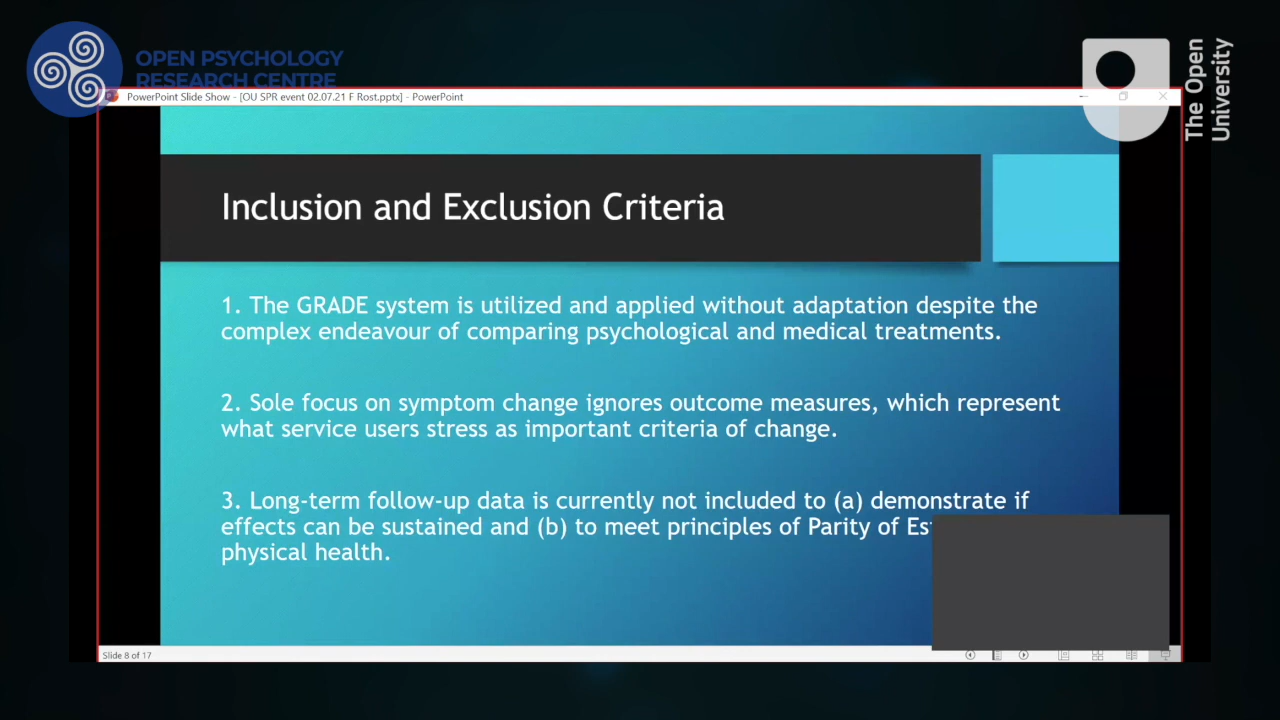 OPEN PSYCHOLOGY
RESEARCH CENTRE
The Open
University
PowerPoint Slide Show - [OU SPR event 02.07.21 F Rost.pptx] - PowerPoint
Inclusion and Exclusion Criteria
1. The GRADE system is utilized and applied without adaptation despite the
complex endeavour of comparing psychological and medical treatments.
2. Sole focus on symptom change ignores outcome measures, which represent
what service users stress as important criteria of change.
3. Long-term follow-up data is currently not included to (a) demonstrate if
effects can be sustained and (b) to meet principles of Parity of
physical health.
Slide 8 of 17